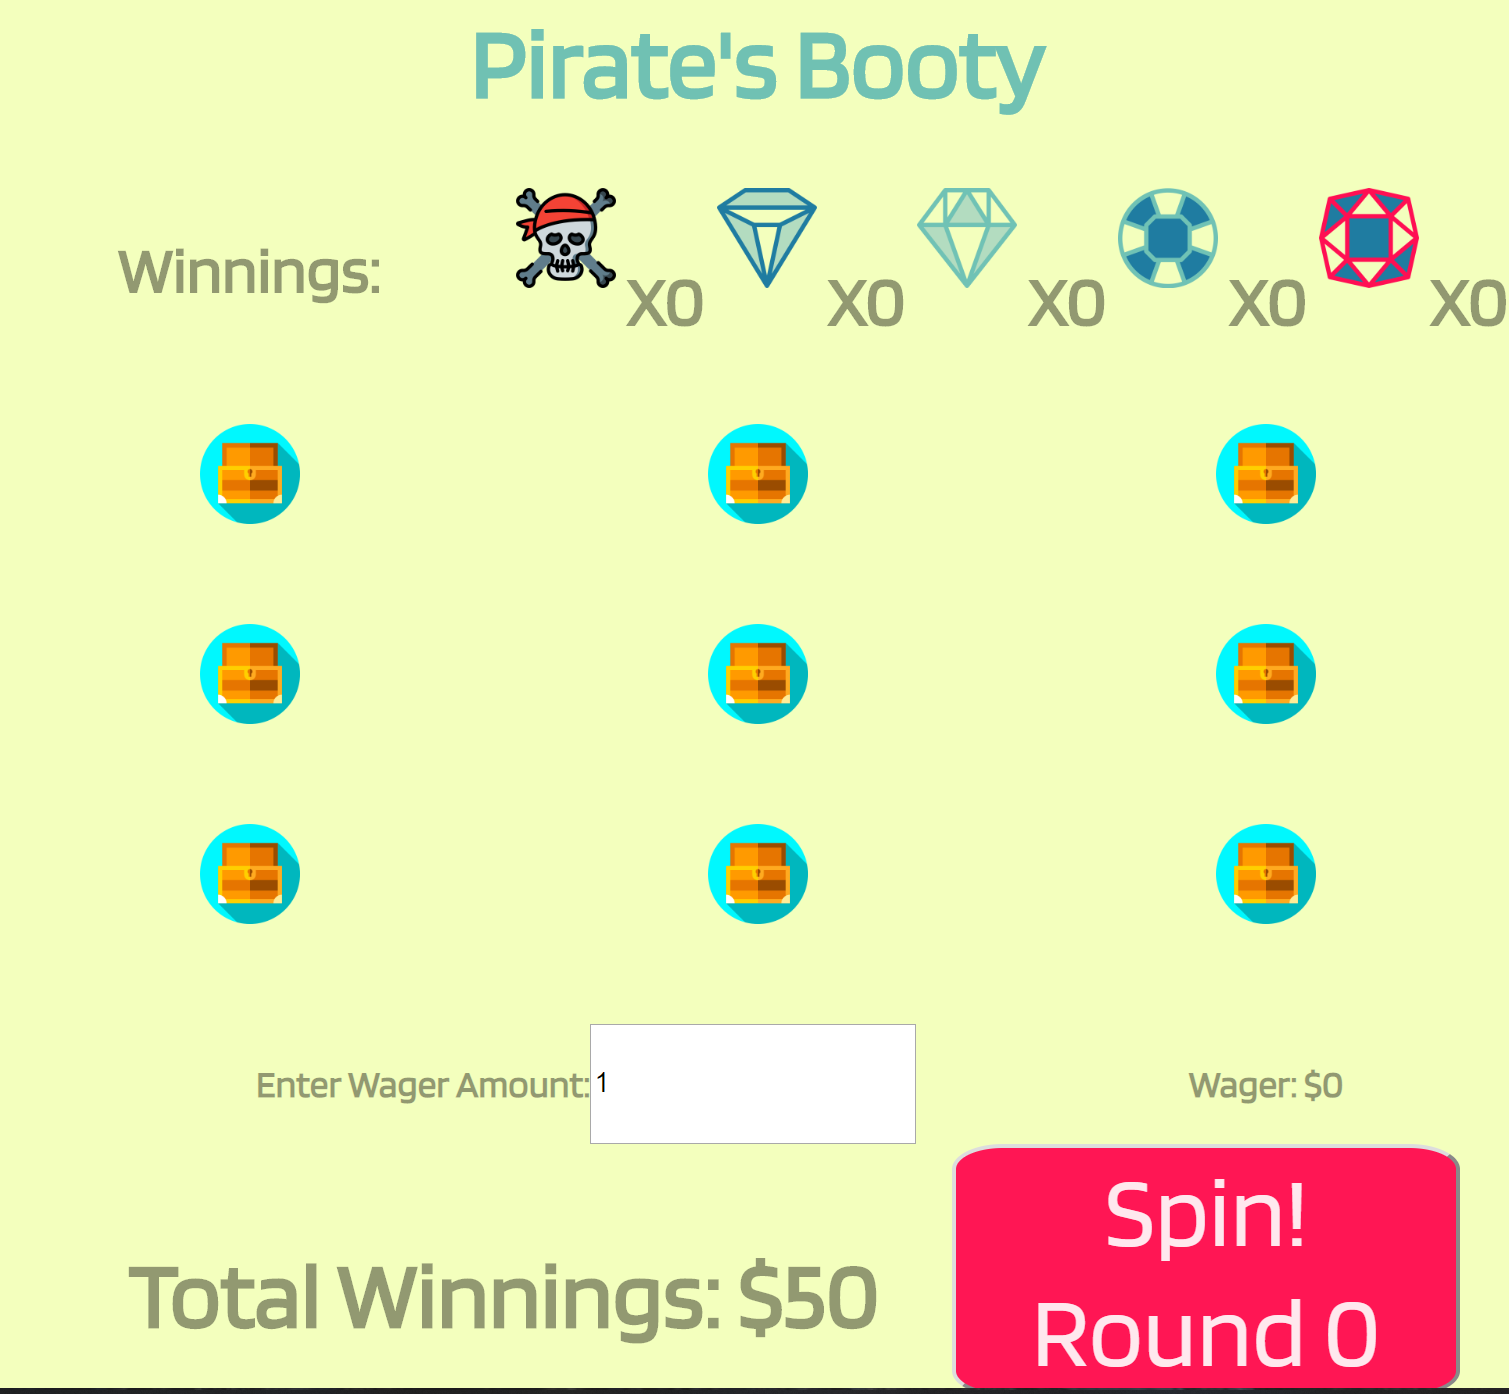 Pirate's Booty
Winnings: X0 X0 X0 X0 X0
Enter Wager Amount: 1 Wager: $0
Total Winnings: $50
Spin!
Round 0